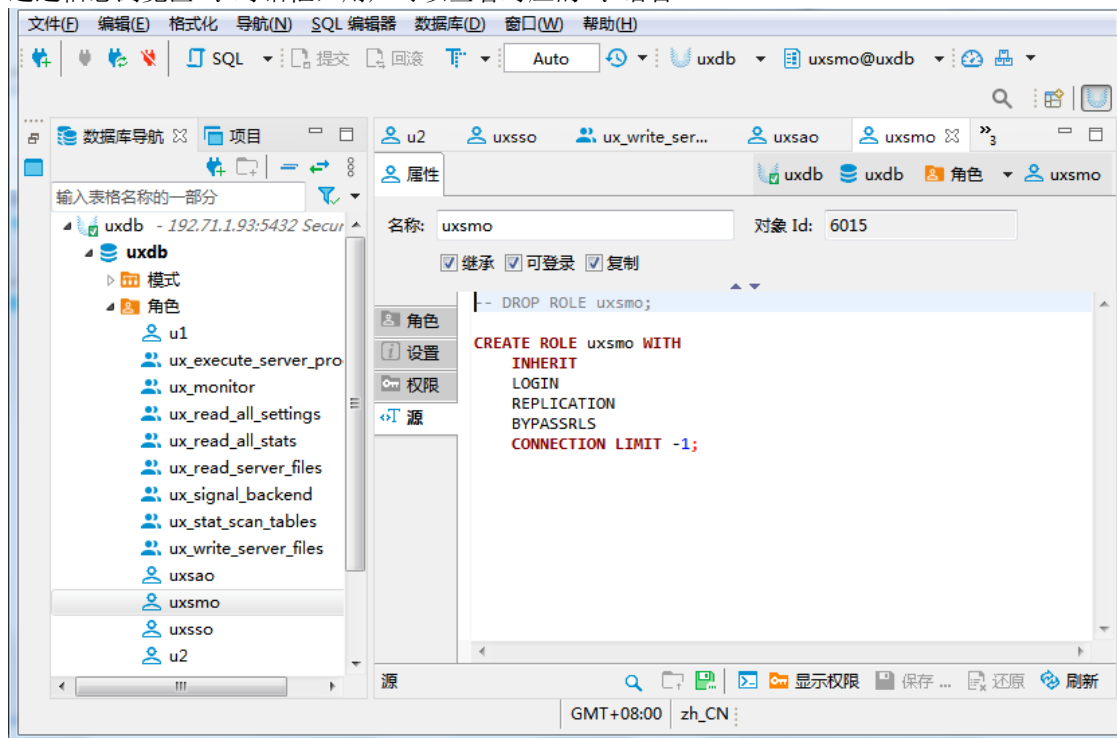 文件(F) 编辑(E) 格式化 导航(N) SQL 编辑器 数据库(D) 窗口(W) 帮助(H)
SQL 提交 回滚 Auto uxdb uxsmo@uxdb
数据库导航 项目
输入表格名称的一部分
uxdb - 192.71.1.93:5432 Secur
uxdb
模式
角色
u1
ux_execute_server_pro
ux_monitor
ux_read_all_settings
ux_read_all_stats
ux_read_server_files
ux_signal_backend
ux_stat_scan_tables
ux_write_server_files
uxsao
uxsmo
uxsso
u2
u2 uxsso ux_write_ser... uxsao uxsmo »3
属性 uxdb uxdb 角色 uxsmo
名称: uxsmo 对象 Id: 6015
继承 可登录 复制
角色
设置
权限
源
-- DROP ROLE uxsmo;
CREATE ROLE uxsmo WITH
INHERIT
LOGIN
REPLICATION
BYPASSRLS
CONNECTION LIMIT -1;
源 显示权限 保存 ... 还原 刷新
GMT+08:00 zh_CN